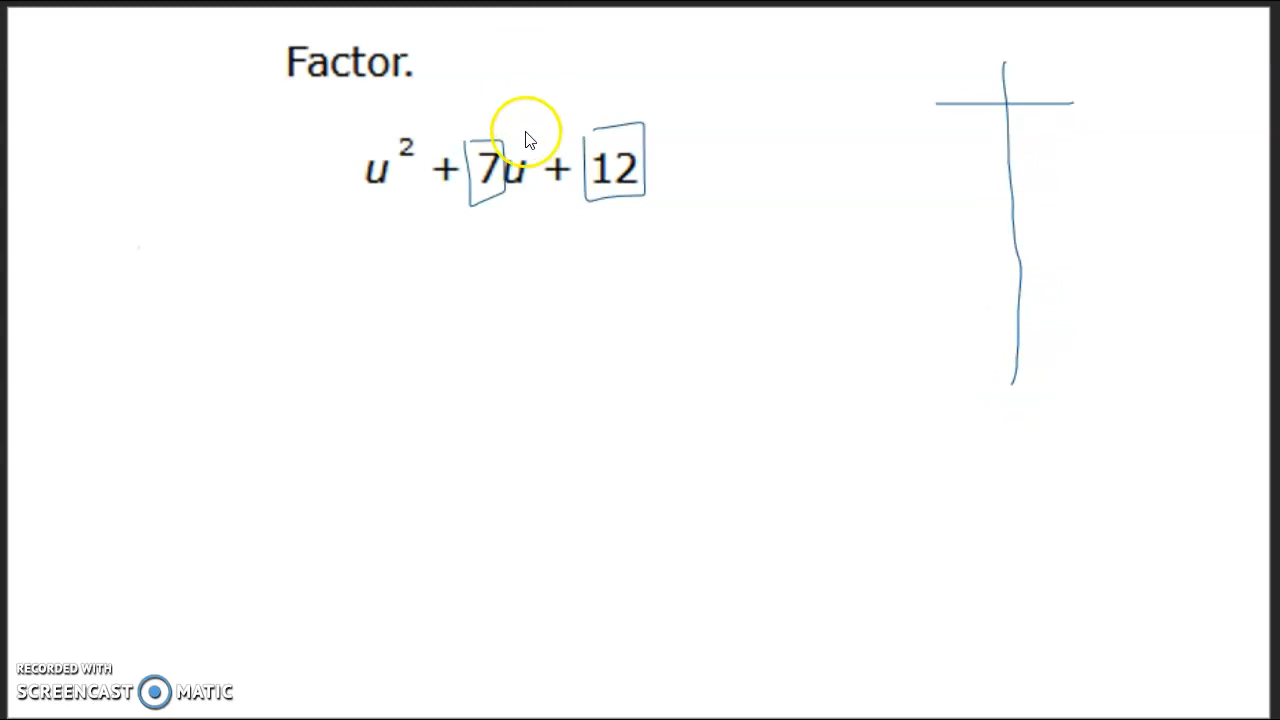 Factor.
u² + 7u + 12
RECORDED WITH
SCREENCAST MATIC